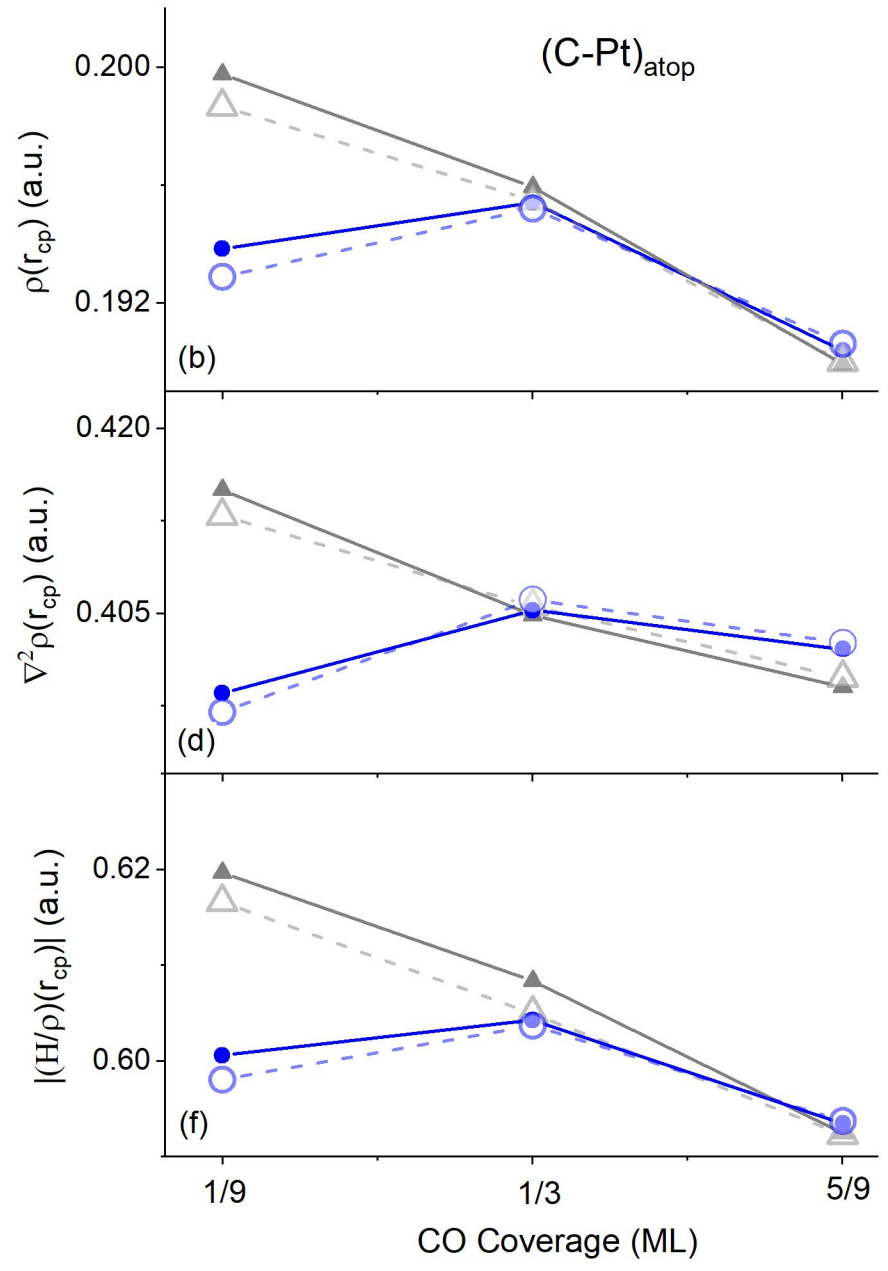 (C-Pt)atop
0.200
0.192
ρ(rcp) (a.u.)
(b)
0.420
0.405
∇²ρ(rcp) (a.u.)
(d)
0.62
0.60
|(H/ρ)(rcp)| (a.u.)
(f)
1/9 1/3 5/9
CO Coverage (ML)